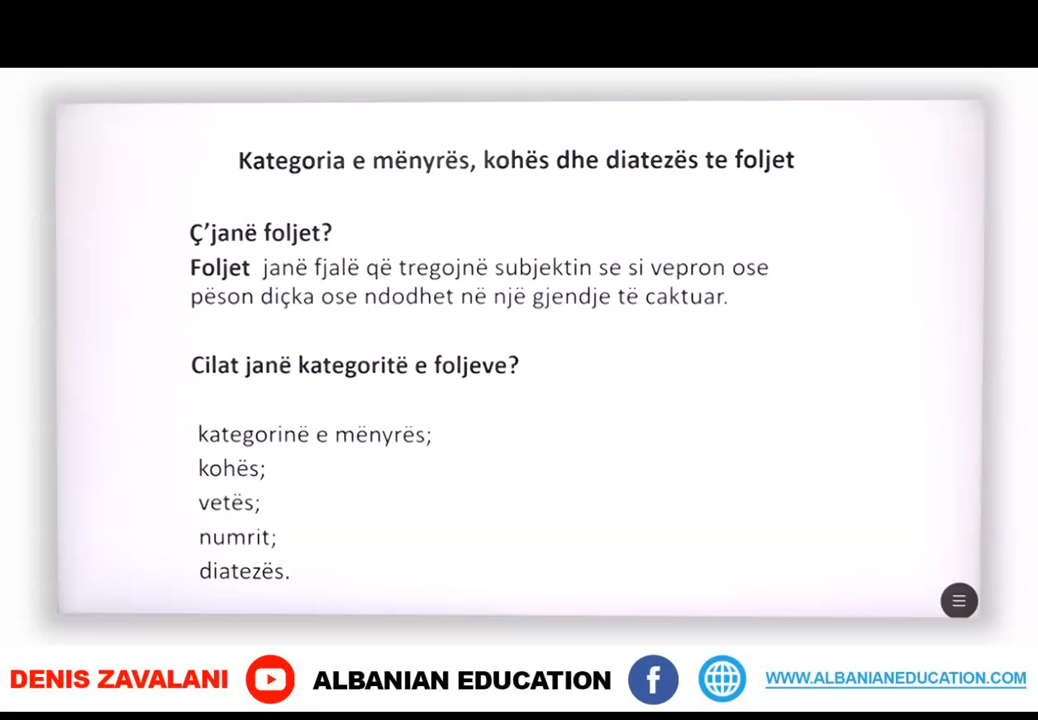 Kategoria e mënyrës, kohës dhe diatezës te foljet
Ç’janë foljet?
Foljet janë fjalë që tregojnë subjektin se si vepron ose
pëson diçka ose ndodhet në një gjendje të caktuar.
Cilat janë kategoritë e foljeve?
kategorinë e mënyrës;
kohës;
vetës;
numrit;
diatezës.
DENIS ZAVALANI ALBANIAN EDUCATION f WWW.ALBANIANEDUCATION.COM